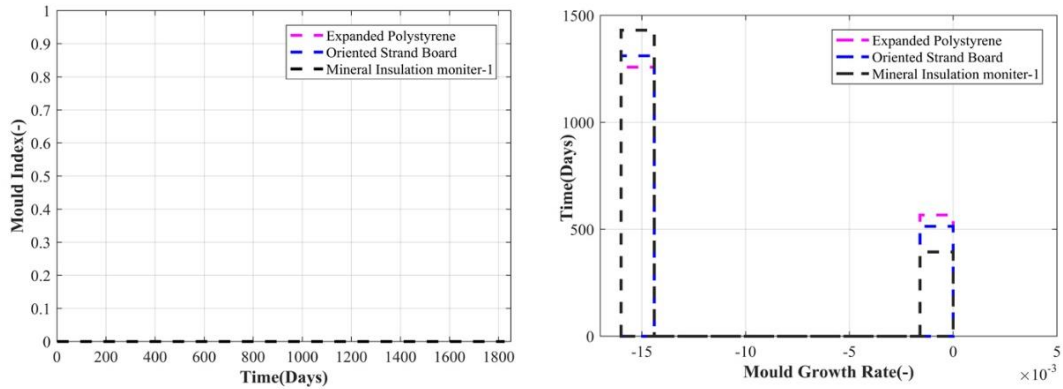 1
0.9
0.8
0.7
0.6
0.5
0.4
0.3
0.2
0.1
0
Mould Index(-)
Expanded Polystyrene
Oriented Strand Board
Mineral Insulation moniter-1
0 200 400 600 800 1000 1200 1400 1600 1800
Time(Days)
1500
1000
500
0
Time(Days)
Expanded Polystyrene
Oriented Strand Board
Mineral Insulation moniter-1
-15 -10 -5 0 5
×10⁻³
Mould Growth Rate(-)